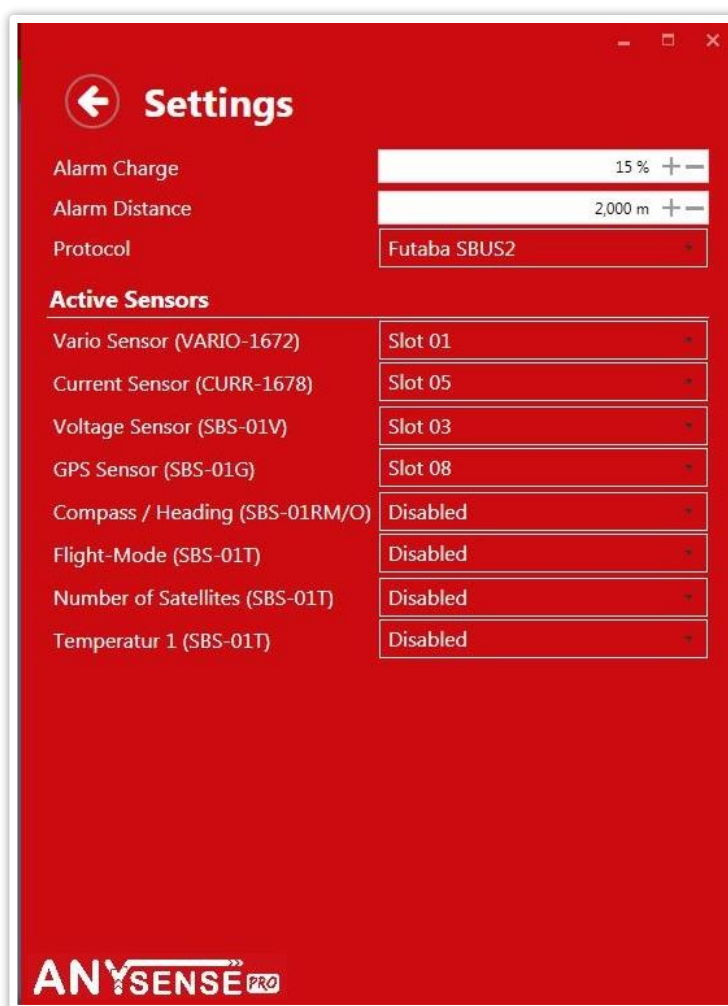 Settings
Alarm Charge 15 %
Alarm Distance 2,000 m
Protocol Futaba SBUS2
Active Sensors
Vario Sensor (VARIO-1672) Slot 01
Current Sensor (CURR-1678) Slot 05
Voltage Sensor (SBS-01V) Slot 03
GPS Sensor (SBS-01G) Slot 08
Compass / Heading (SBS-01RM/O) Disabled
Flight-Mode (SBS-01T) Disabled
Number of Satellites (SBS-01T) Disabled
Temperatur 1 (SBS-01T) Disabled
ANYSENSE PRO